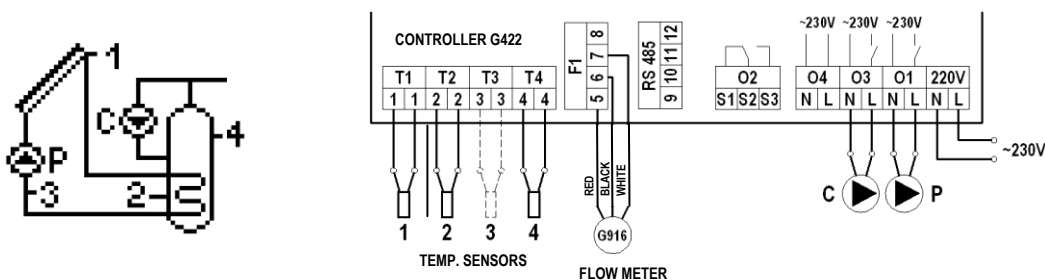 1
C
4
P
3
2
CONTROLLER G422
T1 T2 T3 T4
1 1 2 2 3 3 4 4
1 2 3 4
TEMP. SENSORS
F1
8
7
6
5
RED
BLACK
WHITE
G916
FLOW METER
RS 485
9 10 11 12
O2
S1 S2 S3
~230V ~230V ~230V
O4 O3 O1 220V
N L N L N L N L
~230V
C P